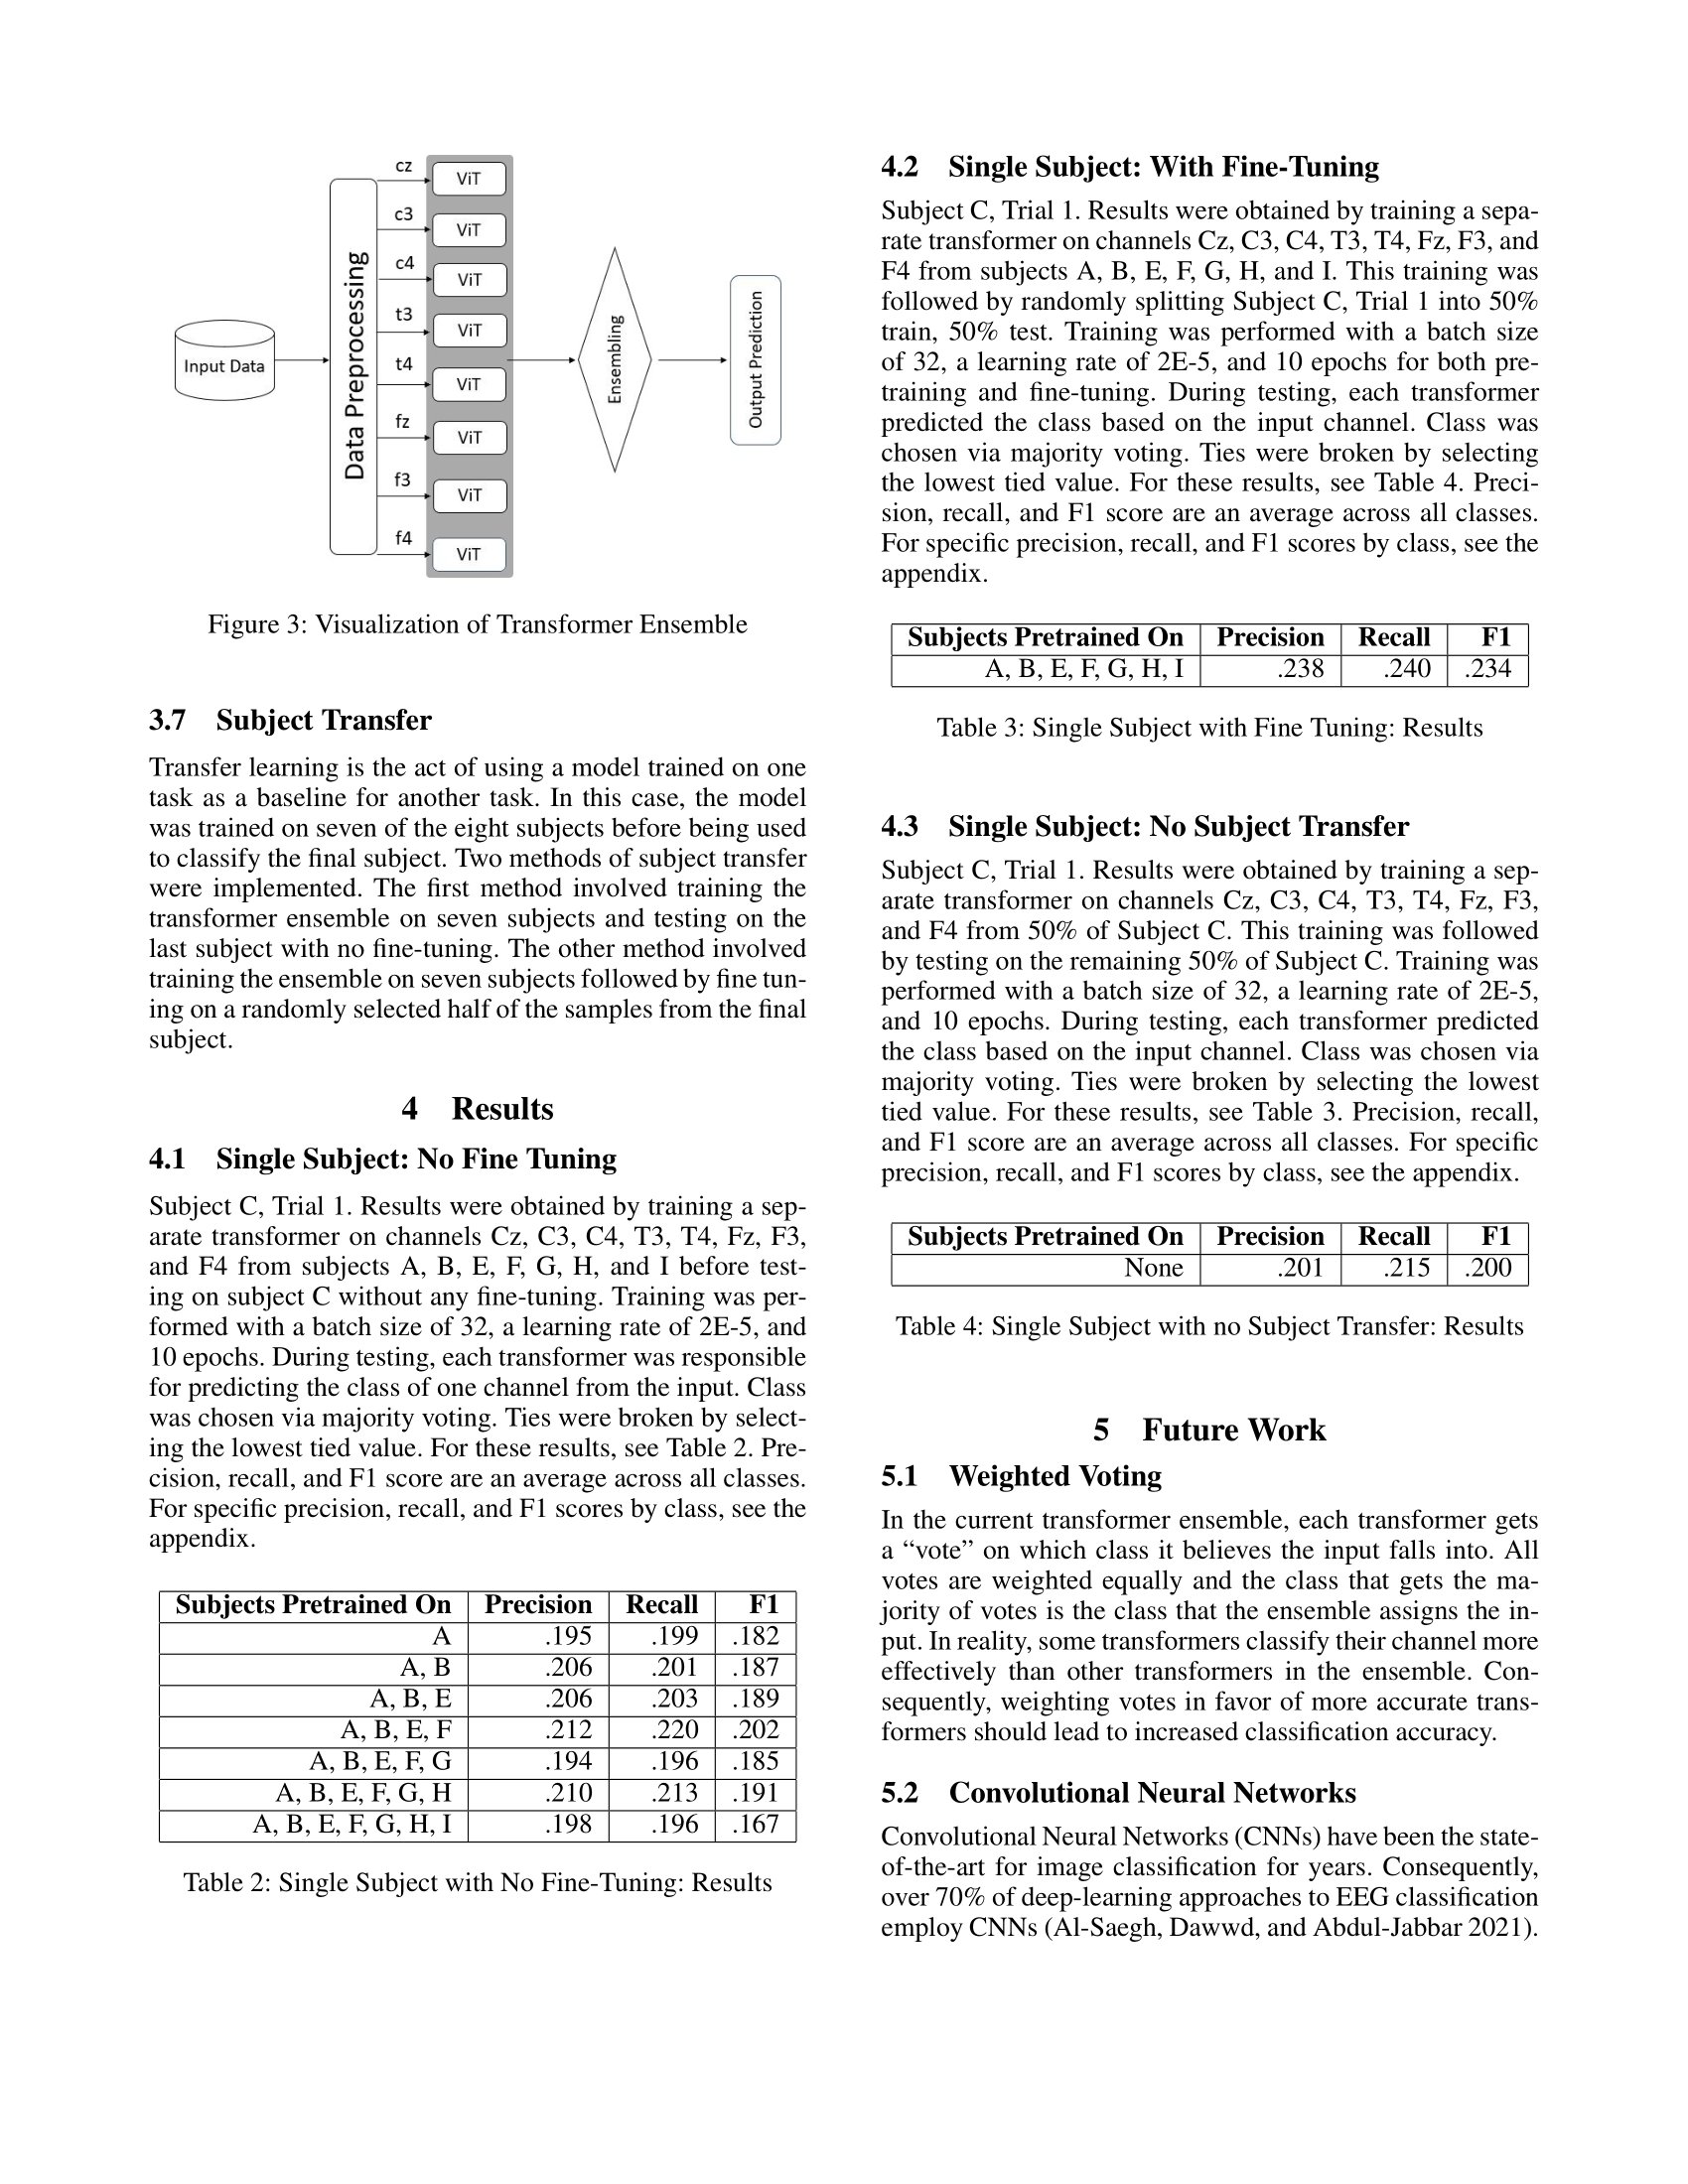 cz
ViT
c3
ViT
c4
ViT
t3
ViT
t4
ViT
fz
ViT
f3
ViT
f4
ViT
Input Data
Data Preprocessing
Ensembling
Output Prediction
Figure 3: Visualization of Transformer Ensemble
3.7 Subject Transfer
Transfer learning is the act of using a model trained on one
task as a baseline for another task. In this case, the model
was trained on seven of the eight subjects before being used
to classify the final subject. Two methods of subject transfer
were implemented. The first method involved training the
transformer ensemble on seven subjects and testing on the
last subject with no fine-tuning. The other method involved
training the ensemble on seven subjects followed by fine tun-
ing on a randomly selected half of the samples from the final
subject.
4 Results
4.1 Single Subject: No Fine Tuning
Subject C, Trial 1. Results were obtained by training a sep-
arate transformer on channels Cz, C3, C4, T3, T4, Fz, F3,
and F4 from subjects A, B, E, F, G, H, and I before test-
ing on subject C without any fine-tuning. Training was per-
formed with a batch size of 32, a learning rate of 2E-5, and
10 epochs. During testing, each transformer was responsible
for predicting the class of one channel from the input. Class
was chosen via majority voting. Ties were broken by select-
ing the lowest tied value. For these results, see Table 2. Pre-
cision, recall, and F1 score are an average across all classes.
For specific precision, recall, and F1 scores by class, see the
appendix.
Subjects Pretrained On Precision Recall F1
A .195 .199 .182
A, B .206 .201 .187
A, B, E .206 .203 .189
A, B, E, F .212 .220 .202
A, B, E, F, G .194 .196 .185
A, B, E, F, G, H .210 .213 .191
A, B, E, F, G, H, I .198 .196 .167
Table 2: Single Subject with No Fine-Tuning: Results
4.2 Single Subject: With Fine-Tuning
Subject C, Trial 1. Results were obtained by training a sepa-
rate transformer on channels Cz, C3, C4, T3, T4, Fz, F3, and
F4 from subjects A, B, E, F, G, H, and I. This training was
followed by randomly splitting Subject C, Trial 1 into 50%
train, 50% test. Training was performed with a batch size
of 32, a learning rate of 2E-5, and 10 epochs for both pre-
training and fine-tuning. During testing, each transformer
predicted the class based on the input channel. Class was
chosen via majority voting. Ties were broken by selecting
the lowest tied value. For these results, see Table 4. Preci-
sion, recall, and F1 score are an average across all classes.
For specific precision, recall, and F1 scores by class, see the
appendix.
Subjects Pretrained On Precision Recall F1
A, B, E, F, G, H, I .238 .240 .234
Table 3: Single Subject with Fine Tuning: Results
4.3 Single Subject: No Subject Transfer
Subject C, Trial 1. Results were obtained by training a sep-
arate transformer on channels Cz, C3, C4, T3, T4, Fz, F3,
and F4 from 50% of Subject C. This training was followed
by testing on the remaining 50% of Subject C. Training was
performed with a batch size of 32, a learning rate of 2E-5,
and 10 epochs. During testing, each transformer predicted
the class based on the input channel. Class was chosen via
majority voting. Ties were broken by selecting the lowest
tied value. For these results, see Table 3. Precision, recall,
and F1 score are an average across all classes. For specific
precision, recall, and F1 scores by class, see the appendix.
Subjects Pretrained On Precision Recall F1
None .201 .215 .200
Table 4: Single Subject with no Subject Transfer: Results
5 Future Work
5.1 Weighted Voting
In the current transformer ensemble, each transformer gets
a “vote” on which class it believes the input falls into. All
votes are weighted equally and the class that gets the ma-
jority of votes is the class that the ensemble assigns the in-
put. In reality, some transformers classify their channel more
effectively than other transformers in the ensemble. Con-
sequently, weighting votes in favor of more accurate trans-
formers should lead to increased classification accuracy.
5.2 Convolutional Neural Networks
Convolutional Neural Networks (CNNs) have been the state-
of-the-art for image classification for years. Consequently,
over 70% of deep-learning approaches to EEG classification
employ CNNs (Al-Saegh, Dawwd, and Abdul-Jabbar 2021).